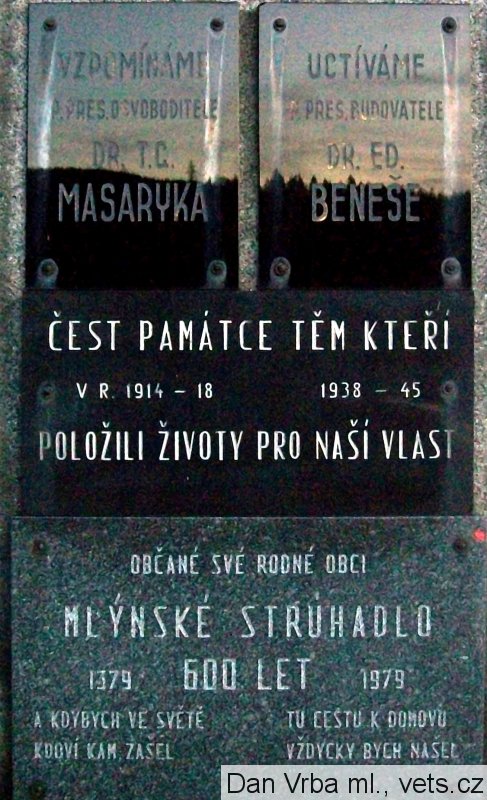 VZPOMÍNÁME
P. PRES. OSVOBODITELE
DR. T.G.
MASARYKA
UCTÍVÁME
P. PRES. BUDOVATELE
DR. ED.
BENEŠE
ČEST PAMÁTCE TĚM KTEŘÍ
V R. 1914 – 18 1938 – 45
POLOŽILI ŽIVOTY PRO NAŠÍ VLAST
OBČANÉ SVÉ RODNÉ OBCI
MLÝNSKÉ STRUHADLO
1379 600 LET 1979
A KDYBYCH VE SVĚTĚ
KDOVÍ KAM ZAŠEL
TU CESTU K DOMOVU
VŽDYCKY BYCH NAŠEL
Dan Vrba ml., vets.cz